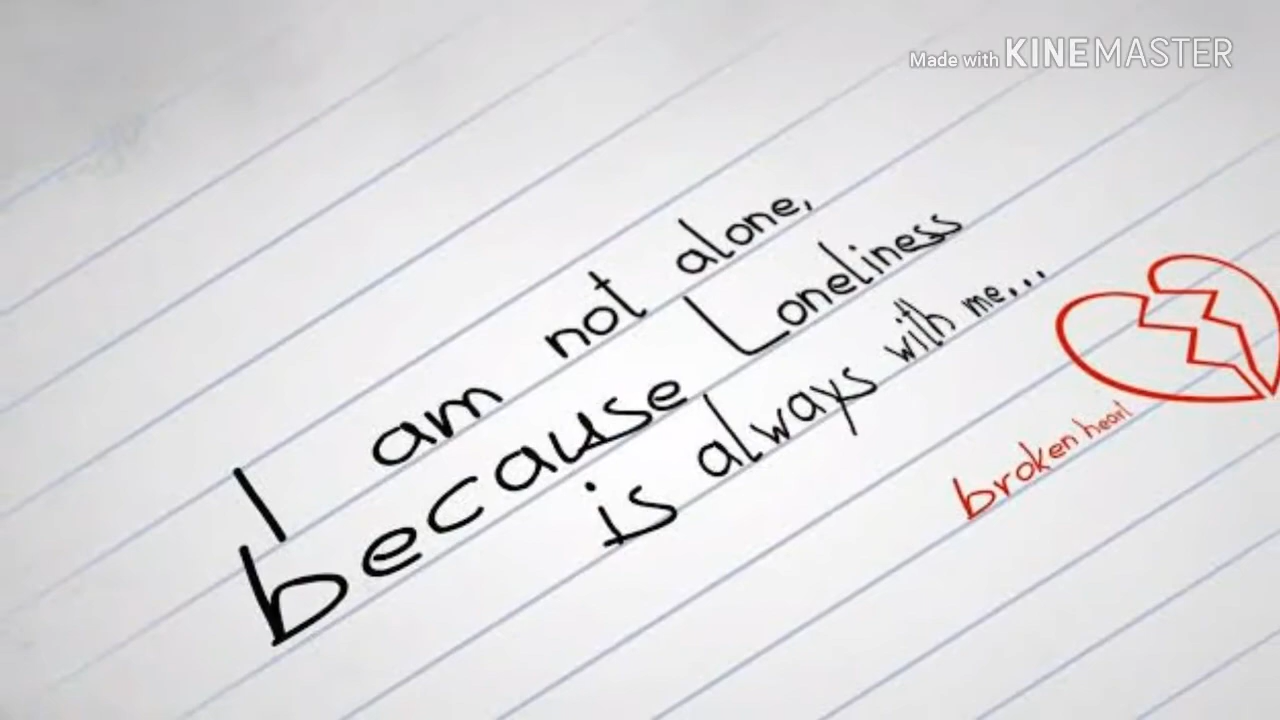 Made with KINEMASTER
I am not alone,
because Loneliness
is always with me...
broken heart